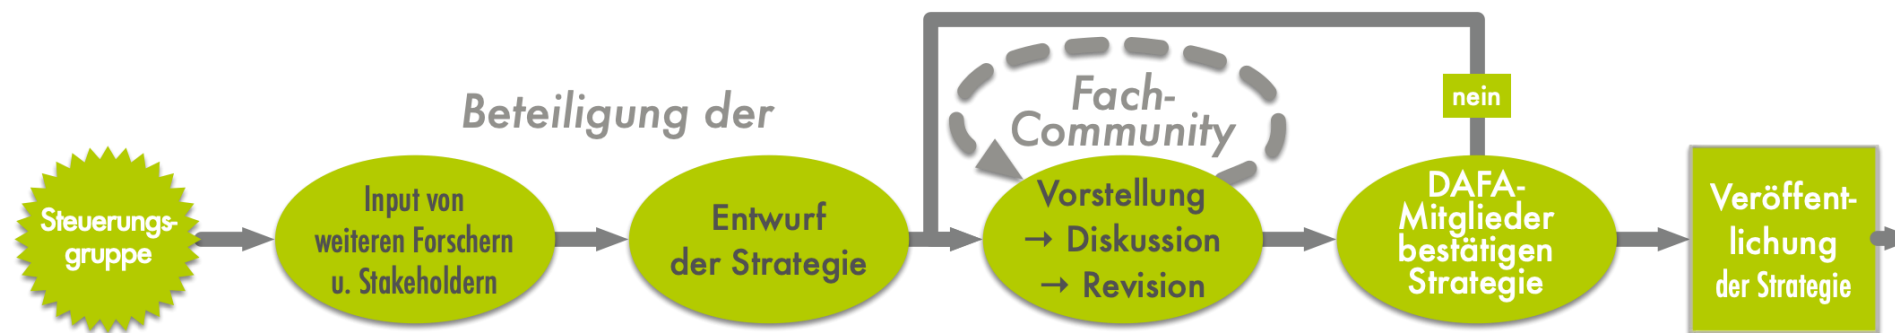 Beteiligung der
Fach-
Community
nein
Steuerungs-
gruppe
Input von
weiteren Forschern
u. Stakeholdern
Entwurf
der Strategie
Vorstellung
→ Diskussion
→ Revision
DAFA-
Mitglieder
bestätigen
Strategie
Veröffent-
lichung
der Strategie